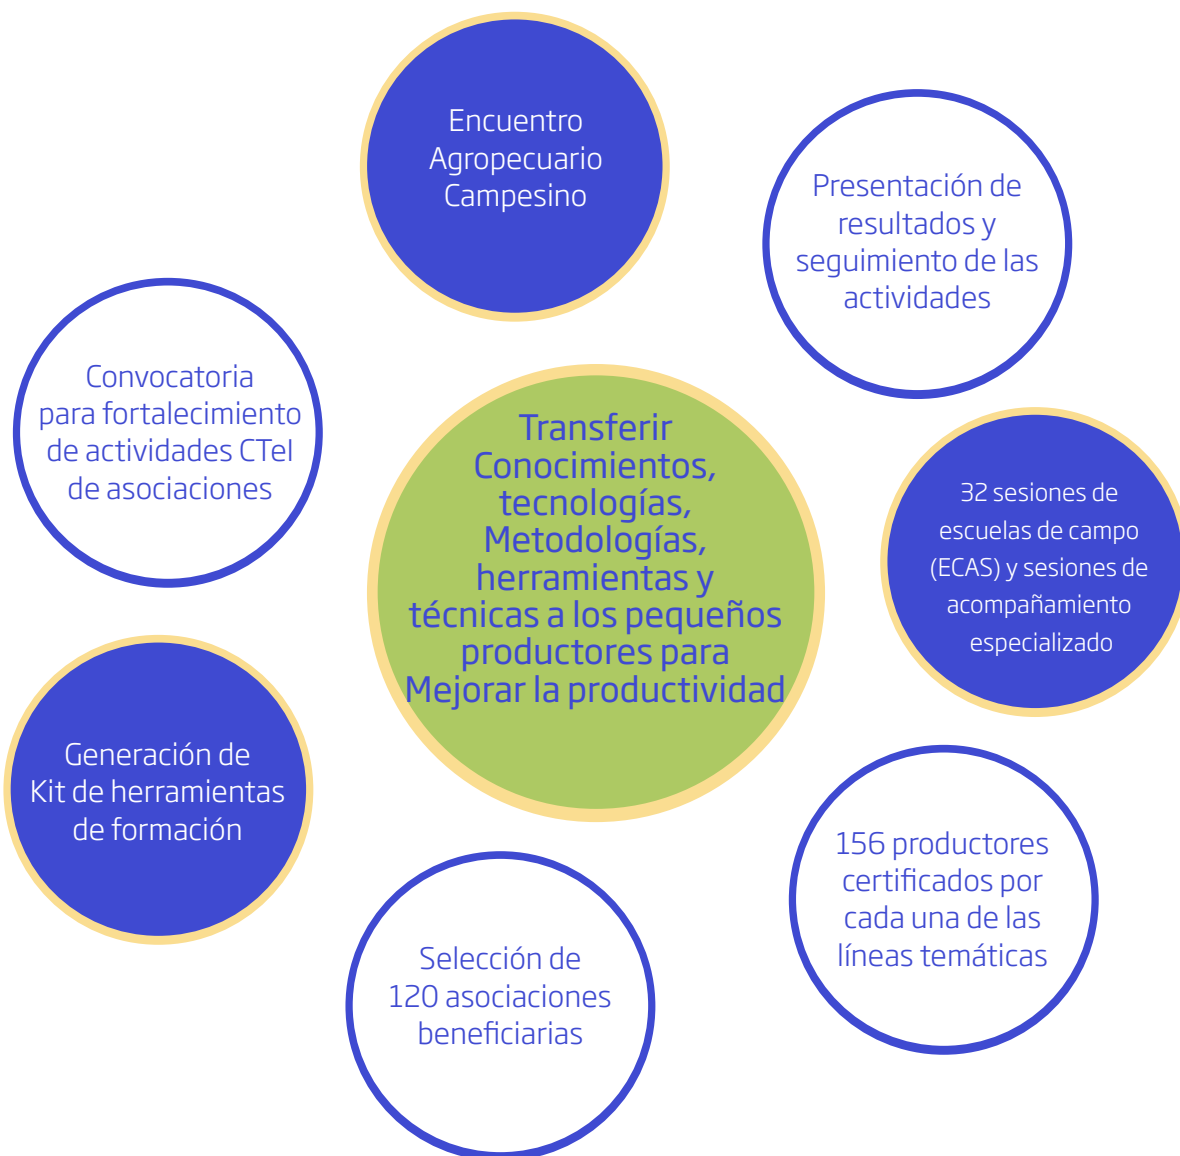 Encuentro
Agropecuario
Campesino
Presentación de
resultados y
seguimiento de las
actividades
Convocatoria
para fortalecimiento
de actividades CTeI
de asociaciones
Transferir
Conocimientos,
tecnologías,
Metodologías,
herramientas y
técnicas a los pequeños
productores para
Mejorar la productividad
32 sesiones de
escuelas de campo
(ECAS) y sesiones de
acompañamiento
especializado
Generación de
Kit de herramientas
de formación
156 productores
certificados por
cada una de las
líneas temáticas
Selección de
120 asociaciones
beneficiarias